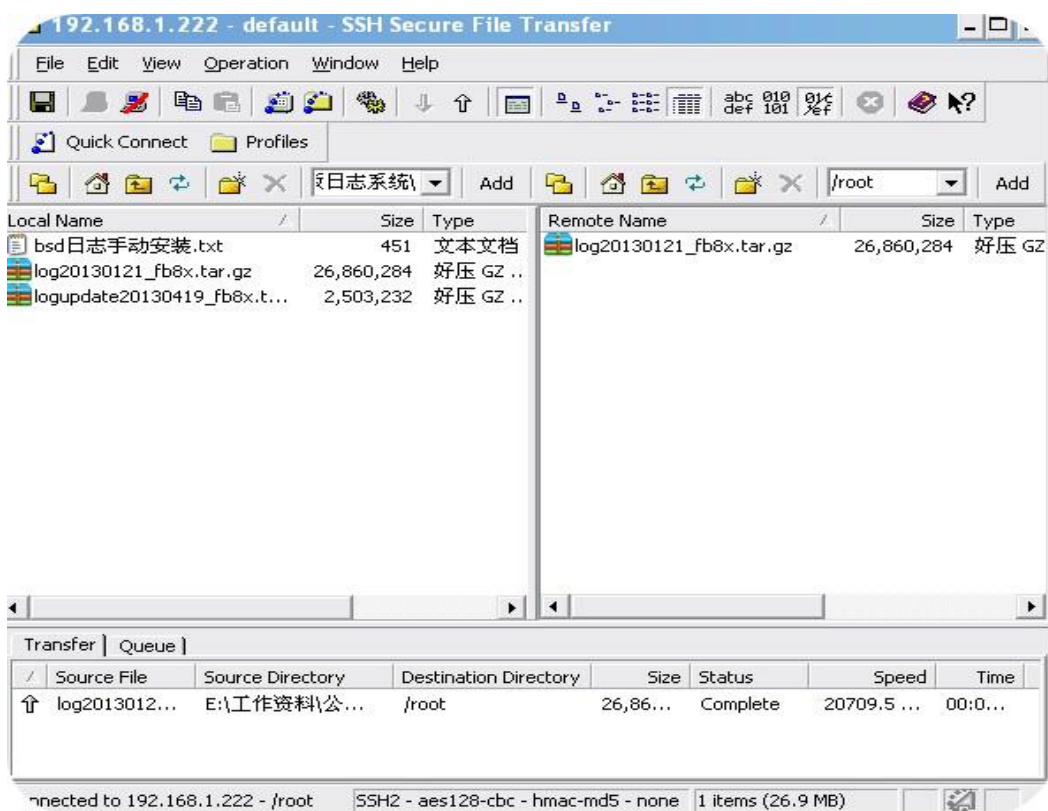 192.168.1.222 - default - SSH Secure File Transfer
File Edit View Operation Window Help
abc def 010 101
Quick Connect Profiles
日志系统\ Add /root Add
Local Name Size Type Remote Name Size Type
bsd日志手动安装.txt 451 文本文档 log20130121_fb8x.tar.gz 26,860,284 好压 GZ
log20130121_fb8x.tar.gz 26,860,284 好压 GZ ..
logupdate20130419_fb8x.t... 2,503,232 好压 GZ ..
Transfer Queue
Source File Source Directory Destination Directory Size Status Speed Time
log2013012... E:\工作资料\公... /root 26,86... Complete 20709.5 ... 00:0...
nnected to 192.168.1.222 - /root SSH2 - aes128-cbc - hmac-md5 - none 1 items (26.9 MB)